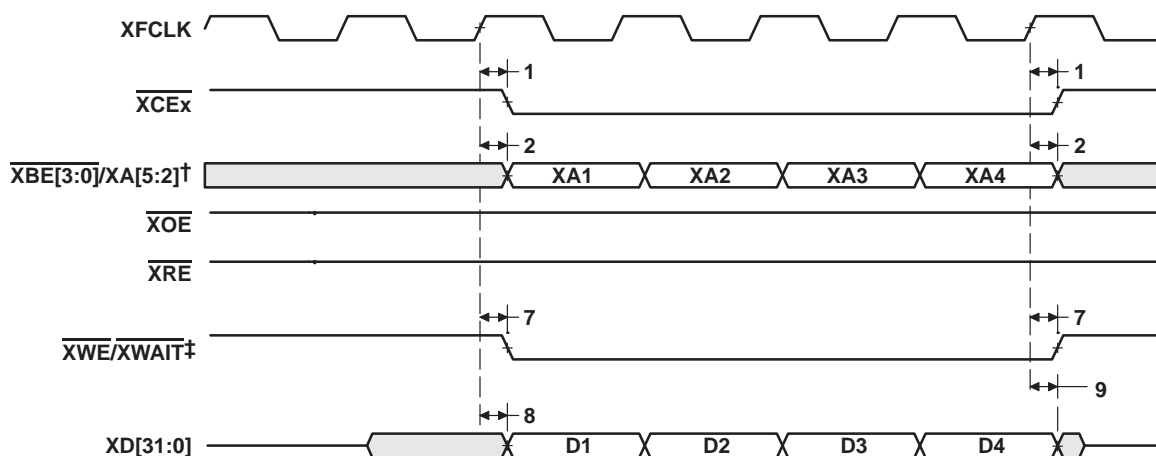 XFCLK
1 1
XCEx
2 2
XBE[3:0]/XA[5:2]† XA1 XA2 XA3 XA4
XOE
XRE
7 7
XWE/XWAIT‡
9
8
XD[31:0] D1 D2 D3 D4